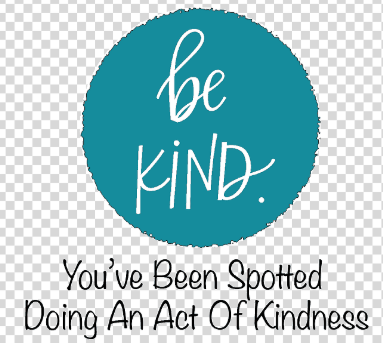 be
KiND.
You've Been Spotted
Doing An Act Of Kindness